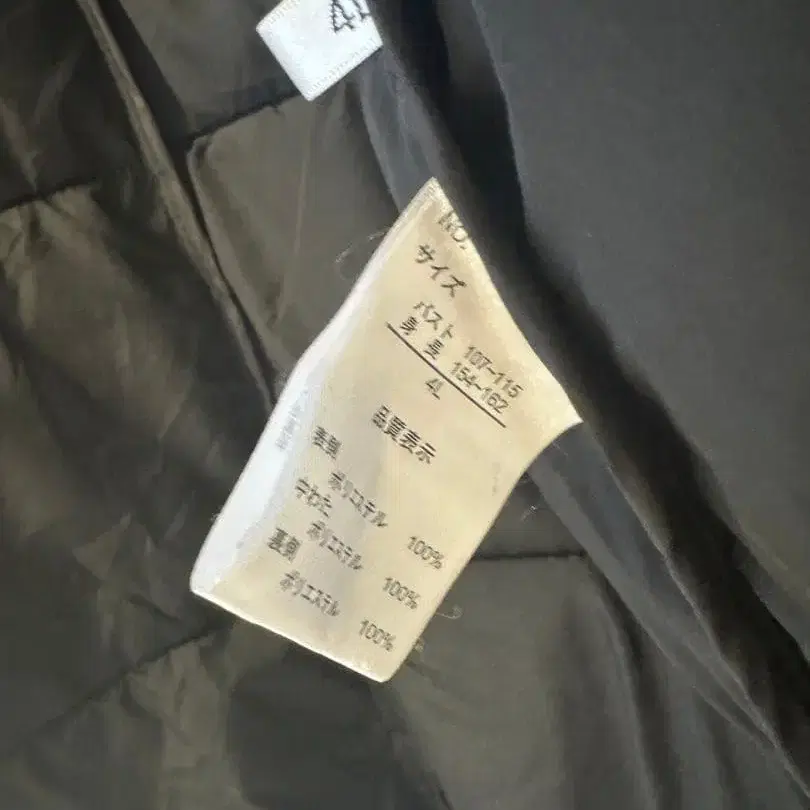 4L
NO.
サイズ
バスト 107~115
身長 154~162
4L
品質表示
表側
ポリエステル 100%
中わた
ポリエステル 100%
裏側
ポリエステル 100%